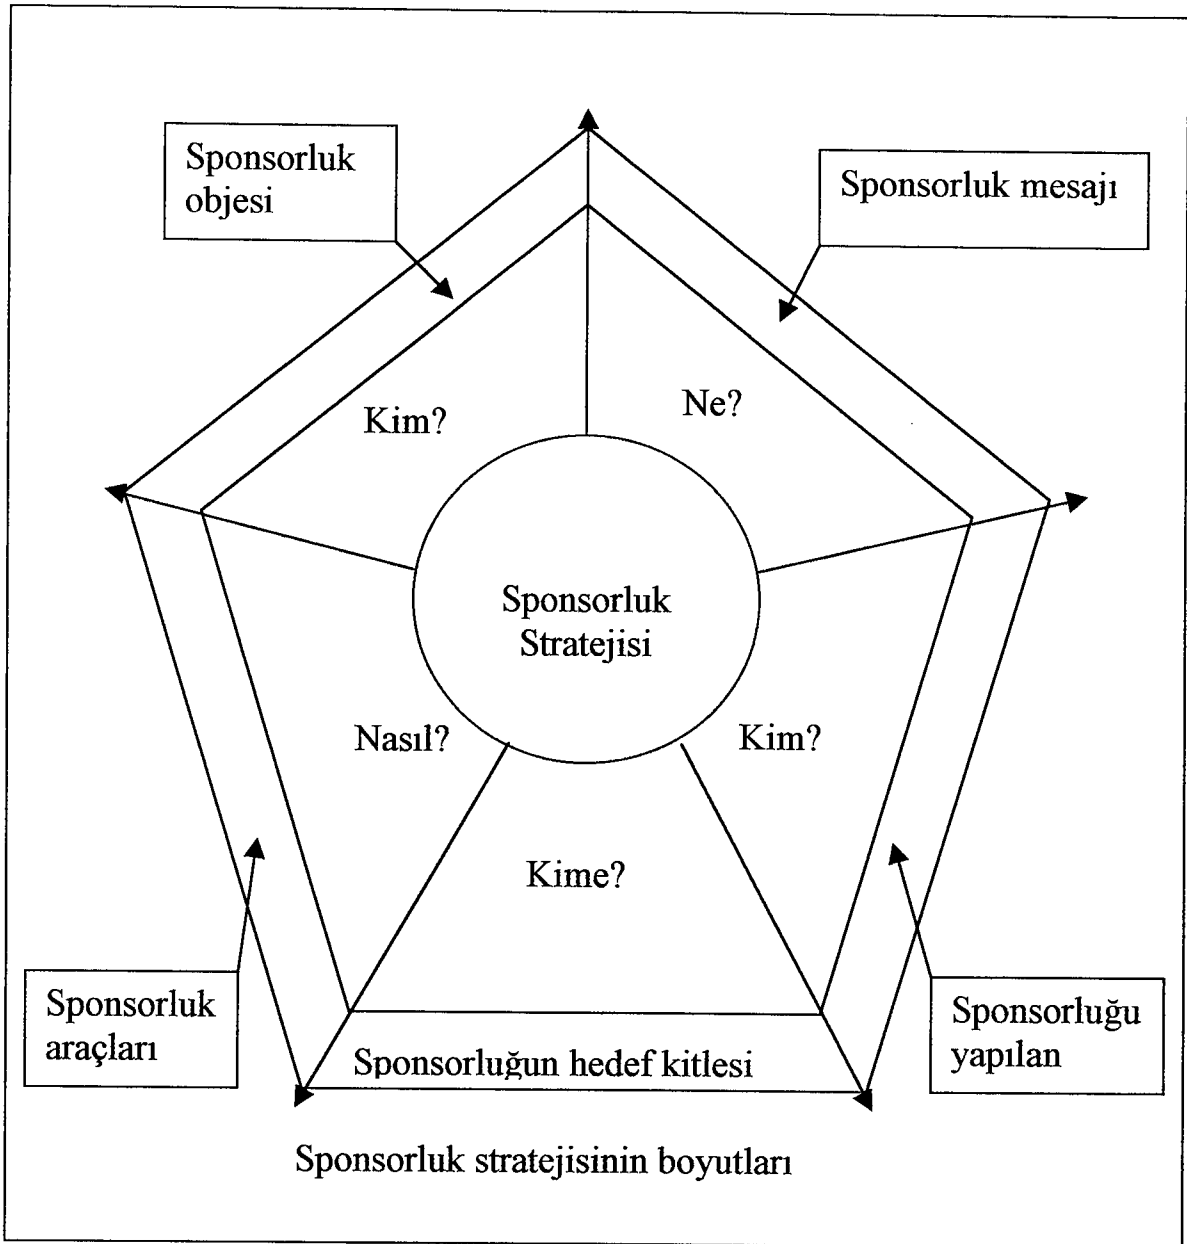 Sponsorluk
objesi
Sponsorluk mesajı
Kim?
Ne?
Sponsorluk
Stratejisi
Nasıl?
Kim?
Kime?
Sponsorluk
araçları
Sponsorluğun hedef kitlesi
Sponsorluğu
yapılan
Sponsorluk stratejisinin boyutları